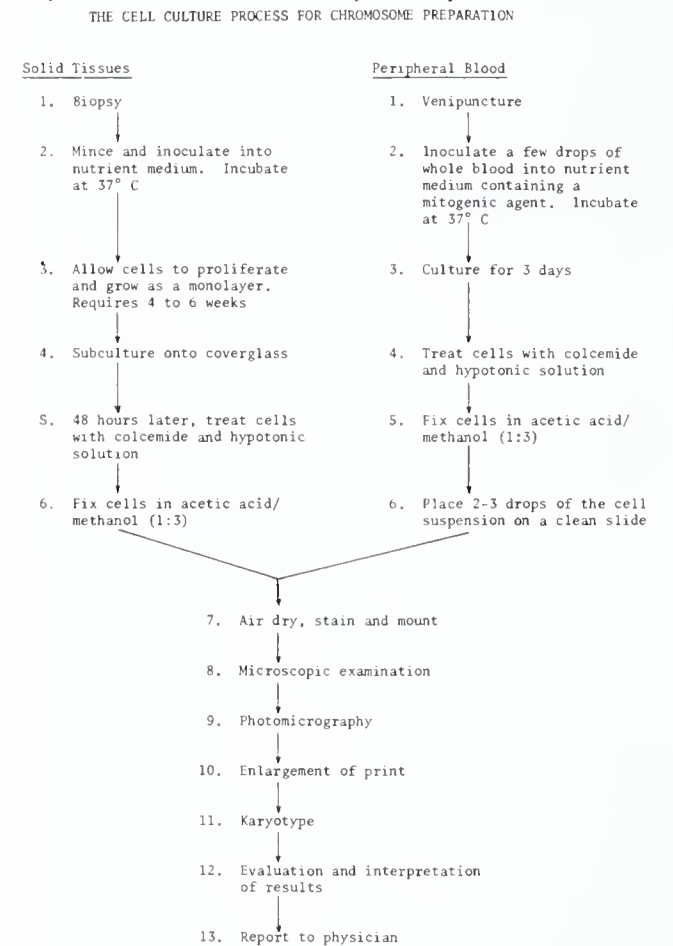 THE CELL CULTURE PROCESS FOR CHROMOSOME PREPARATION
Solid Tissues
1. Biopsy
2. Mince and inoculate into
nutrient medium. Incubate
at 37° C
3. Allow cells to proliferate
and grow as a monolayer.
Requires 4 to 6 weeks
4. Subculture onto coverglass
5. 48 hours later, treat cells
with colcemide and hypotonic
solution
6. Fix cells in acetic acid/
methanol (1:3)
Peripheral Blood
1. Venipuncture
2. Inoculate a few drops of
whole blood into nutrient
medium containing a
mitogenic agent. Incubate
at 37° C
3. Culture for 3 days
4. Treat cells with colcemide
and hypotonic solution
5. Fix cells in acetic acid/
methanol (1:3)
6. Place 2-3 drops of the cell
suspension on a clean slide
7. Air dry, stain and mount
8. Microscopic examination
9. Photomicrography
10. Enlargement of print
11. Karyotype
12. Evaluation and interpretation
of results
13. Report to physician